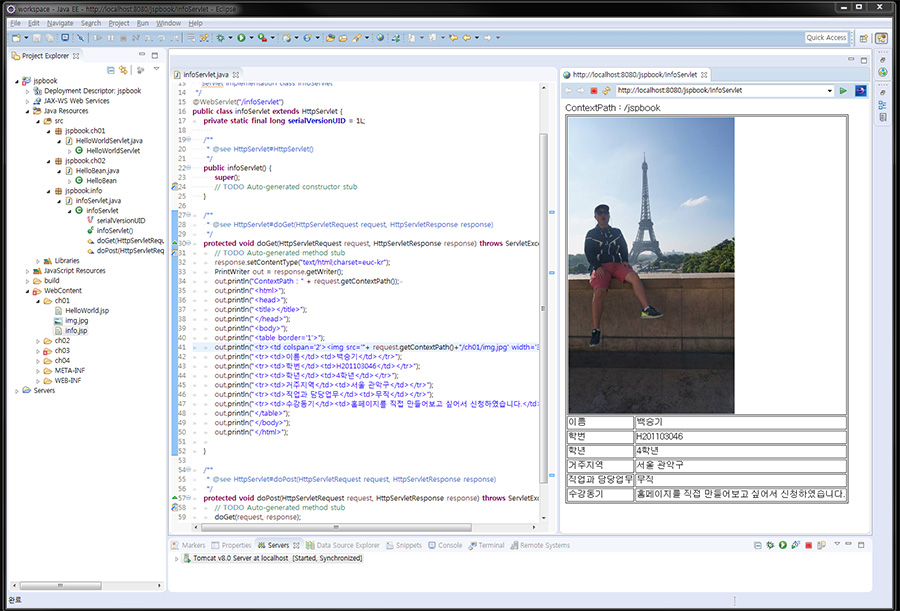 workspace - Java EE - http://localhost:8080/jspbook/infoServlet - Eclipse
File Edit Navigate Search Project Run Window Help
Quick Access
Project Explorer
jspbook
Deployment Descriptor: jspbook
JAX-WS Web Services
Java Resources
src
jspbook.ch01
HelloWorldServlet.java
HelloWorldServlet
jspbook.ch02
HelloBean.java
HelloBean
jspbook.info
infoServlet.java
infoServlet
serialVersionUID
infoServlet()
doGet(HttpServletRequ
doPost(HttpServletReq
Libraries
JavaScript Resources
build
WebContent
ch01
HelloWorld.jsp
img.jpg
info.jsp
ch02
ch03
ch04
META-INF
WEB-INF
Servers
infoServlet.java
13 * Servlet implementation class infoServlet
14 */
15 @WebServlet("/infoServlet")
16 public class infoServlet extends HttpServlet {
17 private static final long serialVersionUID = 1L;
18
19 /**
20 * @see HttpServlet#HttpServlet()
21 */
22 public infoServlet() {
23 super();
24 // TODO Auto-generated constructor stub
25 }
26
27 /**
28 * @see HttpServlet#doGet(HttpServletRequest request, HttpServletResponse response)
29 */
30 protected void doGet(HttpServletRequest request, HttpServletResponse response) throws ServletExce
31 // TODO Auto-generated method stub
32 response.setContentType("text/html;charset=euc-kr");
33 PrintWriter out = response.getWriter();
34 out.println("ContextPath : " + request.getContextPath());
35 out.println("<html>");
36 out.println("<head>");
37 out.println("<title></title>");
38 out.println("</head>");
39 out.println("<body>");
40 out.println("<table border='1'>");
41 out.println("<tr><td colspan='2'><img src='"+ request.getContextPath()+"/ch01/img.jpg' width='3
42 out.println("<tr><td>이름</td><td>백승기</td></tr>");
43 out.println("<tr><td>학번</td><td>H201103046</td></tr>");
44 out.println("<tr><td>학년</td><td>4학년</td></tr>");
45 out.println("<tr><td>거주지역</td><td>서울 관악구</td></tr>");
46 out.println("<tr><td>직업과 담당업무</td><td>무직</td></tr>");
47 out.println("<tr><td>수강동기</td><td>홈페이지를 직접 만들어보고 싶어서 신청하였습니다.</td>
48 out.println("</table>");
49 out.println("</body>");
50 out.println("</html>");
51
52 }
53
54 /**
55 * @see HttpServlet#doPost(HttpServletRequest request, HttpServletResponse response)
56 */
57 protected void doPost(HttpServletRequest request, HttpServletResponse response) throws ServletEx
58 // TODO Auto-generated method stub
59 doGet(request, response);
http://localhost:8080/jspbook/infoServlet
http://localhost:8080/jspbook/infoServlet
ContextPath : /jspbook
이름 백승기
학번 H201103046
학년 4학년
거주지역 서울 관악구
직업과 담당업무 무직
수강동기 홈페이지를 직접 만들어보고 싶어서 신청하였습니다.
Markers Properties Servers Data Source Explorer Snippets Console Terminal Remote Systems
Tomcat v8.0 Server at localhost [Started, Synchronized]
완료